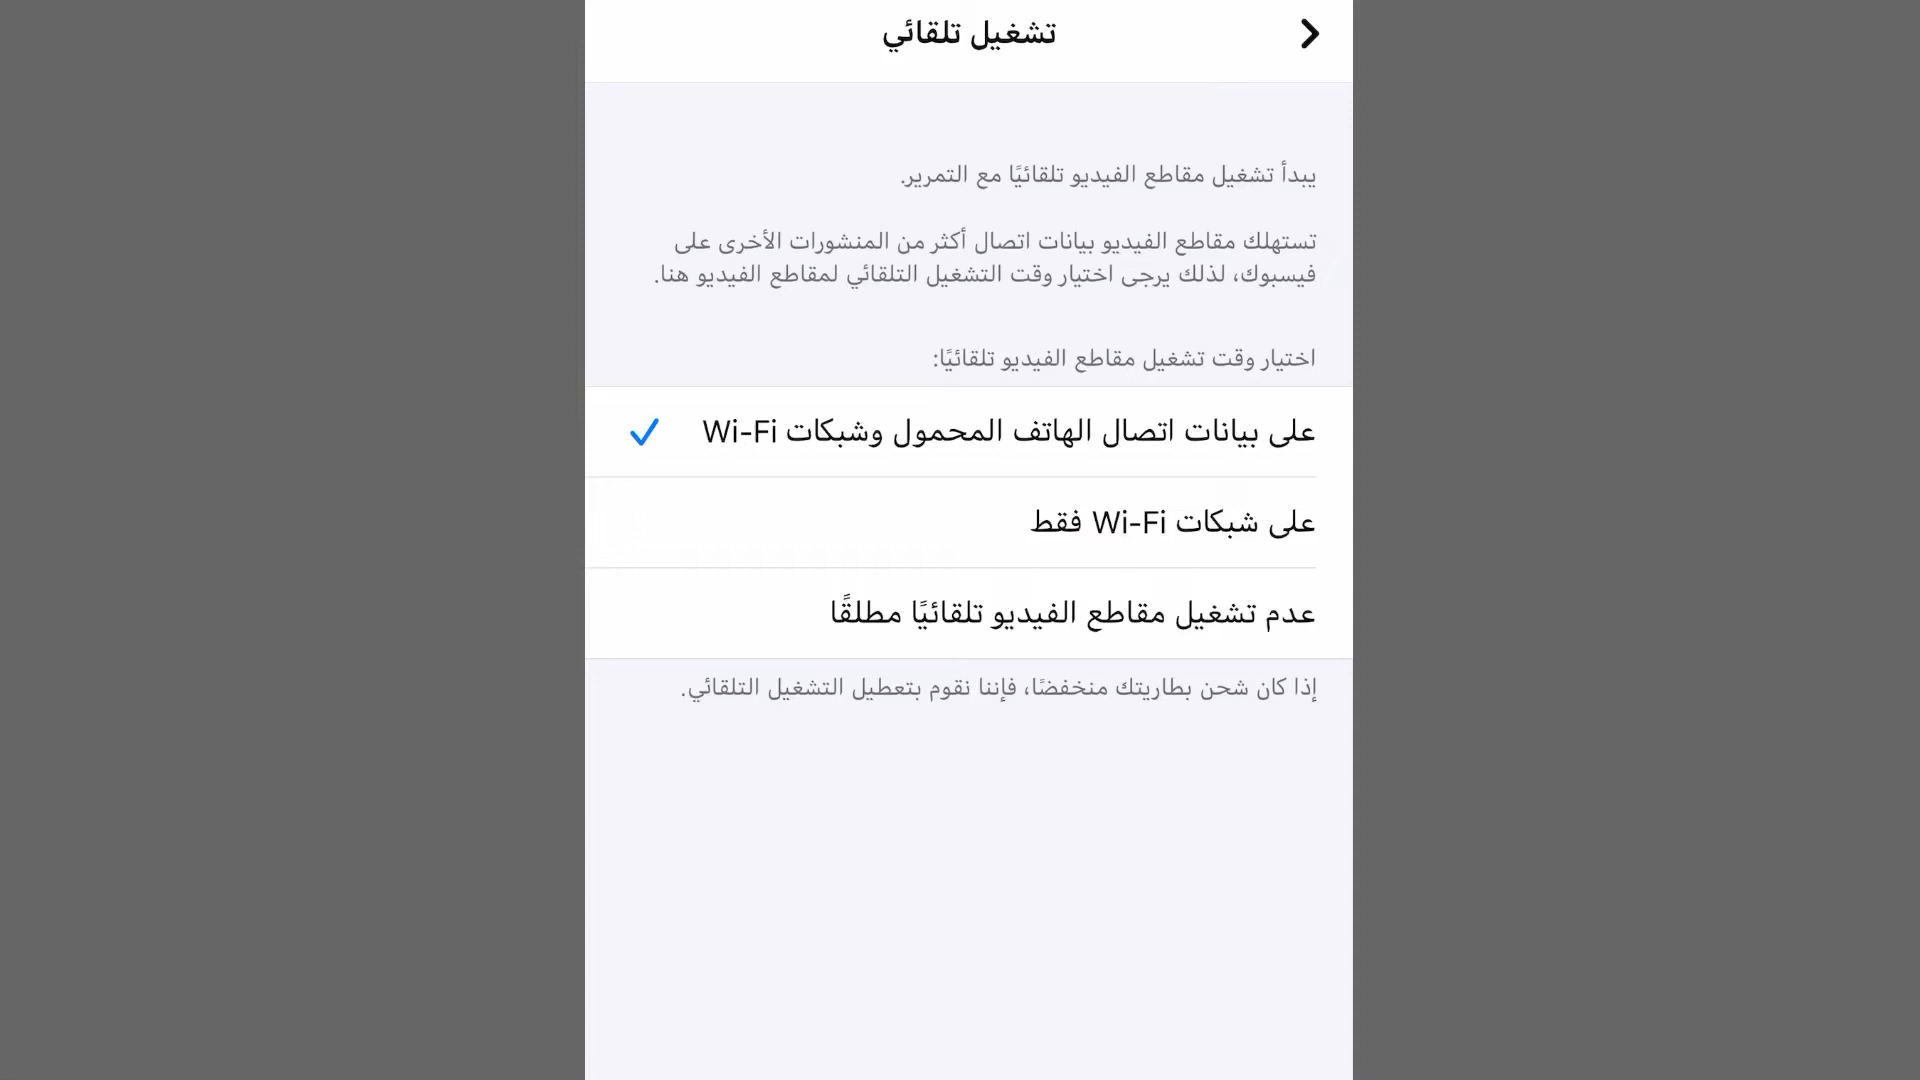 تشغيل تلقائي
يبدأ تشغيل مقاطع الفيديو تلقائيًا مع التمرير.
تستهلك مقاطع الفيديو بيانات اتصال أكثر من المنشورات الأخرى على
فيسبوك، لذلك يرجى اختيار وقت التشغيل التلقائي لمقاطع الفيديو هنا.
اختيار وقت تشغيل مقاطع الفيديو تلقائيًا:
على بيانات اتصال الهاتف المحمول وشبكات Wi-Fi
على شبكات Wi-Fi فقط
عدم تشغيل مقاطع الفيديو تلقائيًا مطلقًا
إذا كان شحن بطاريتك منخفضًا، فإننا نقوم بتعطيل التشغيل التلقائي.